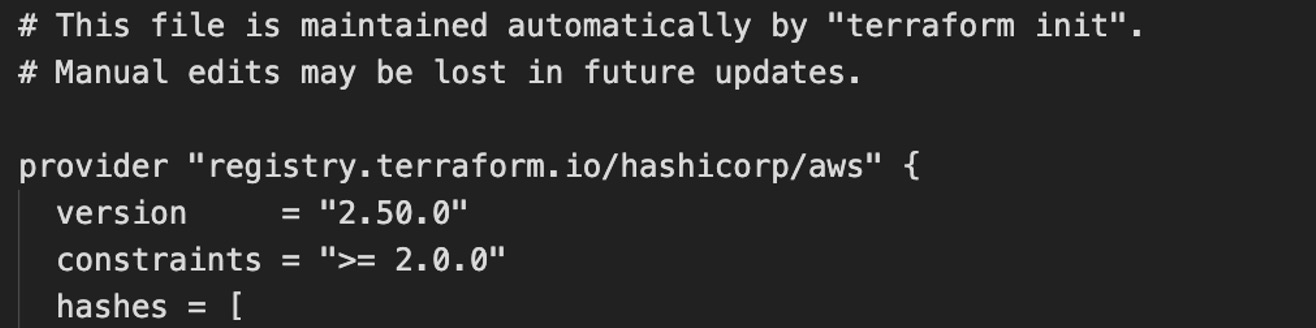 # This file is maintained automatically by "terraform init".
# Manual edits may be lost in future updates.
provider "registry.terraform.io/hashicorp/aws" {
version     = "2.50.0"
constraints = ">= 2.0.0"
hashes = [